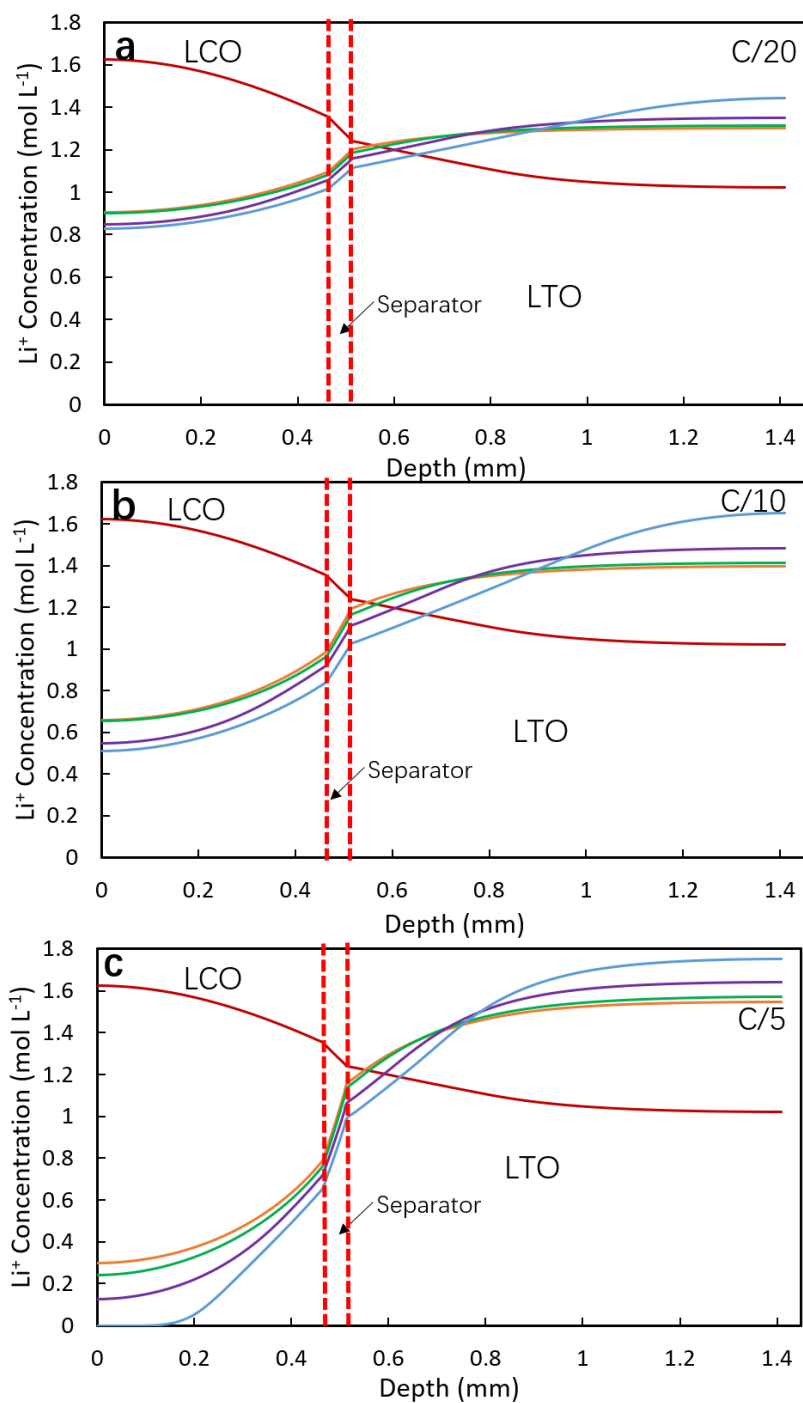 a
LCO
C/20
Li⁺ Concentration (mol L⁻¹)
1.8
1.6
1.4
1.2
1
0.8
0.6
0.4
0.2
0
Separator
LTO
0 0.2 0.4 0.6 0.8 1 1.2 1.4
Depth (mm)
b
LCO
C/10
Li⁺ Concentration (mol L⁻¹)
1.8
1.6
1.4
1.2
1
0.8
0.6
0.4
0.2
0
LTO
Separator
0 0.2 0.4 0.6 0.8 1 1.2 1.4
Depth (mm)
c
LCO
C/5
Li⁺ Concentration (mol L⁻¹)
1.8
1.6
1.4
1.2
1
0.8
0.6
0.4
0.2
0
LTO
Separator
0 0.2 0.4 0.6 0.8 1 1.2 1.4
Depth (mm)